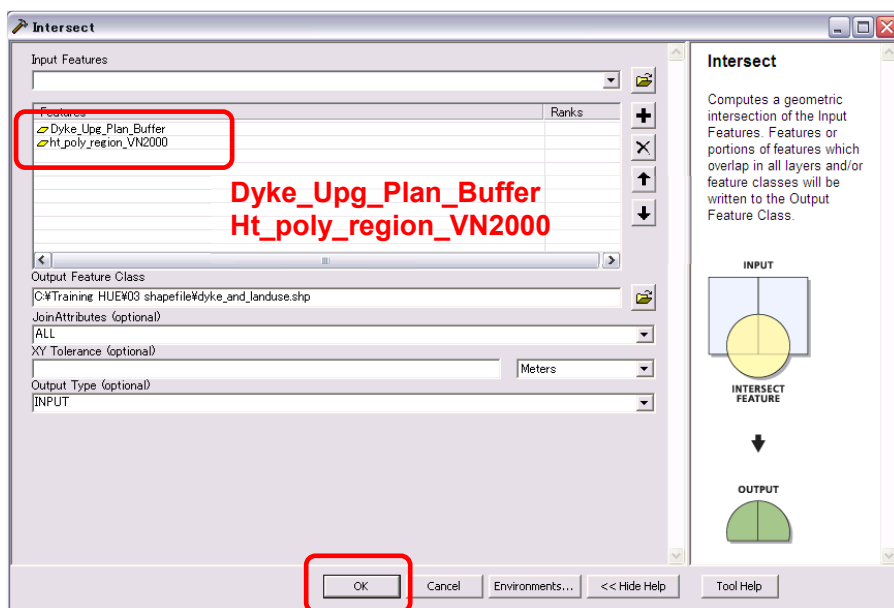 Intersect
Input Features
Features Ranks
Dyke_Upg_Plan_Buffer
ht_poly_region_VN2000
Dyke_Upg_Plan_Buffer
Ht_poly_region_VN2000
Output Feature Class
C:¥Training HUE¥03 shapefile¥dyke_and_landuse.shp
JoinAttributes (optional)
ALL
XY Tolerance (optional)
Meters
Output Type (optional)
INPUT
OK Cancel Environments... << Hide Help Tool Help
Intersect
Computes a geometric
intersection of the Input
Features. Features or
portions of features which
overlap in all layers and/or
feature classes will be
written to the Output
Feature Class.
INPUT
INTERSECT
FEATURE
OUTPUT